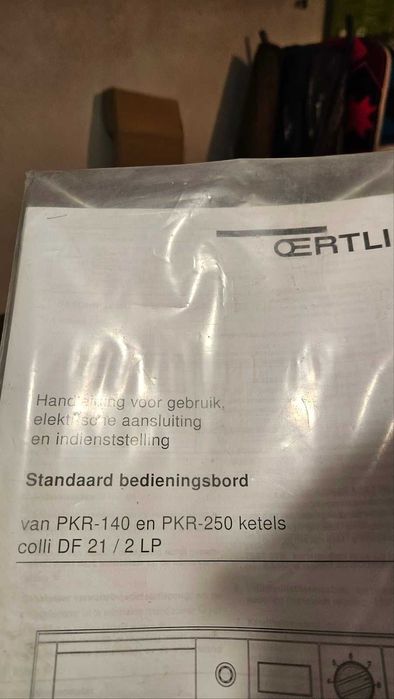 ŒRTLI
Handleiding voor gebruik,
elektrische aansluiting
en indienststelling
Standaard bedieningsbord
van PKR-140 en PKR-250 ketels
colli DF 21 / 2 LP